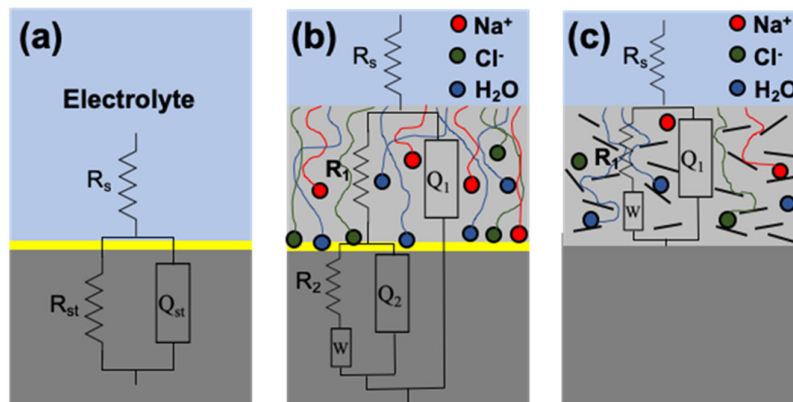 (a)
Electrolyte
Rs
Rst
Qst
(b)
Na+
Cl-
H2O
Rs
R1
Q1
R2
Q2
W
(c)
Na+
Cl-
H2O
Rs
R1
Q1
W